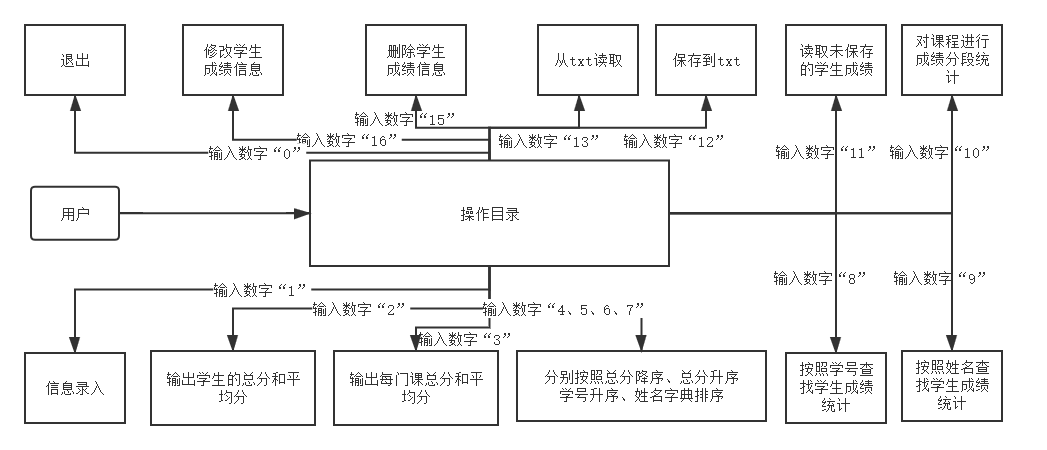 退出
修改学生
成绩信息
删除学生
成绩信息
从txt读取
保存到txt
读取未保存
的学生成绩
对课程进行
成绩分段统
计
输入数字“15”
输入数字“16”
输入数字“13”
输入数字“12”
输入数字“0”
输入数字“11”
输入数字“10”
用户
操作目录
输入数字“8”
输入数字“9”
输入数字“1”
输入数字“2”
输入数字“4、5、6、7”
输入数字“3”
信息录入
输出学生的总分和平
均分
输出每门课总分和平
均分
分别按照总分降序、总分升序
学号升序、姓名字典排序
按照学号查
找学生成绩
统计
按照姓名查
找学生成绩
统计